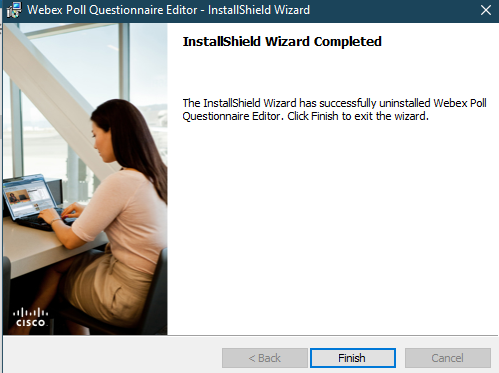 Webex Poll Questionnaire Editor - InstallShield Wizard
InstallShield Wizard Completed
The InstallShield Wizard has successfully uninstalled Webex Poll
Questionnaire Editor. Click Finish to exit the wizard.
CISCO
< Back
Finish
Cancel